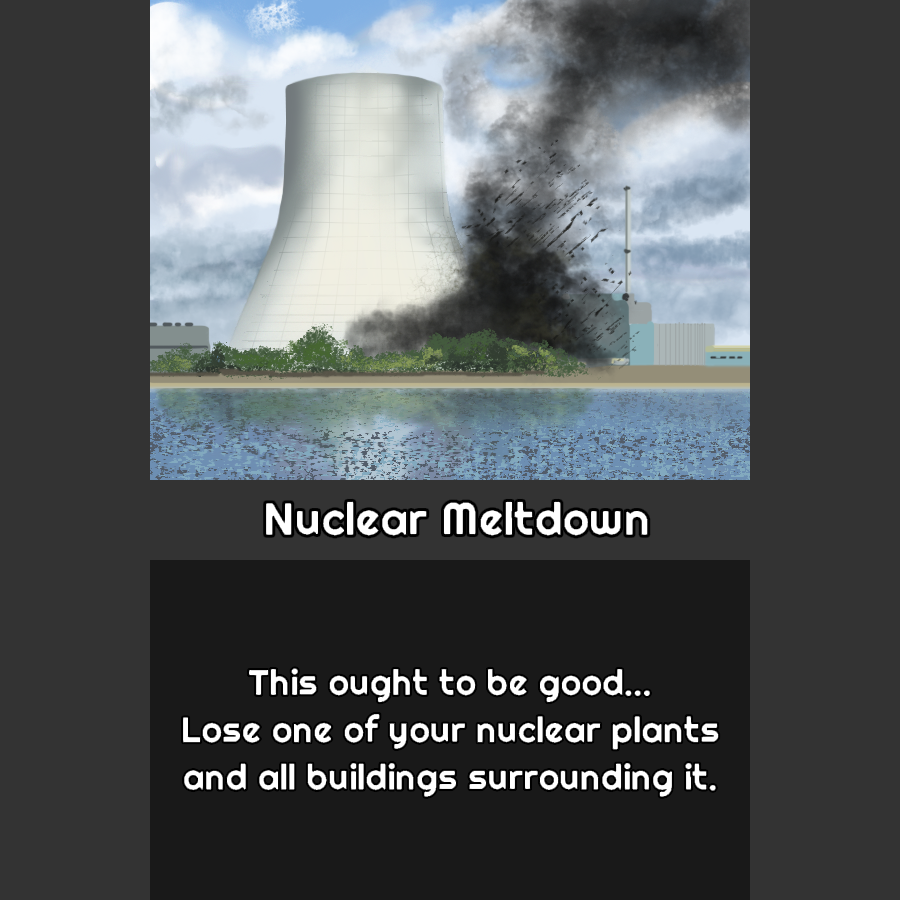 Nuclear Meltdown
This ought to be good...
Lose one of your nuclear plants
and all buildings surrounding it.